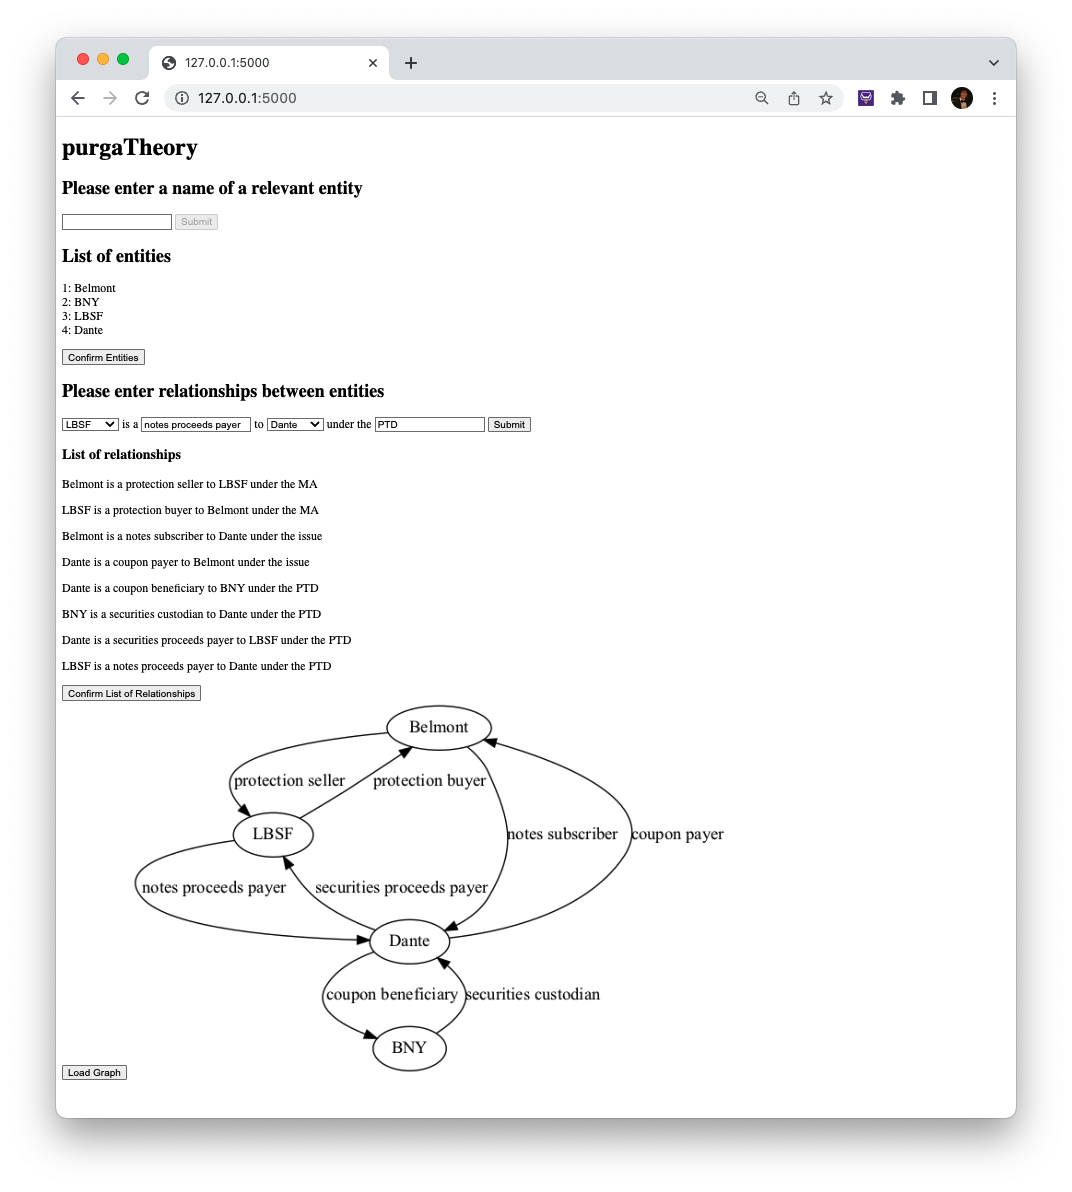 127.0.0.1:5000
127.0.0.1:5000
purgaTheory
Please enter a name of a relevant entity
Submit
List of entities
1: Belmont
2: BNY
3: LBSF
4: Dante
Confirm Entities
Please enter relationships between entities
LBSF is a notes proceeds payer to Dante under the PTD Submit
List of relationships
Belmont is a protection seller to LBSF under the MA
LBSF is a protection buyer to Belmont under the MA
Belmont is a notes subscriber to Dante under the issue
Dante is a coupon payer to Belmont under the issue
Dante is a coupon beneficiary to BNY under the PTD
BNY is a securities custodian to Dante under the PTD
Dante is a securities proceeds payer to LBSF under the PTD
LBSF is a notes proceeds payer to Dante under the PTD
Confirm List of Relationships
Belmont
protection seller protection buyer
LBSF notes subscriber coupon payer
notes proceeds payer securities proceeds payer
Dante
coupon beneficiary securities custodian
BNY
Load Graph